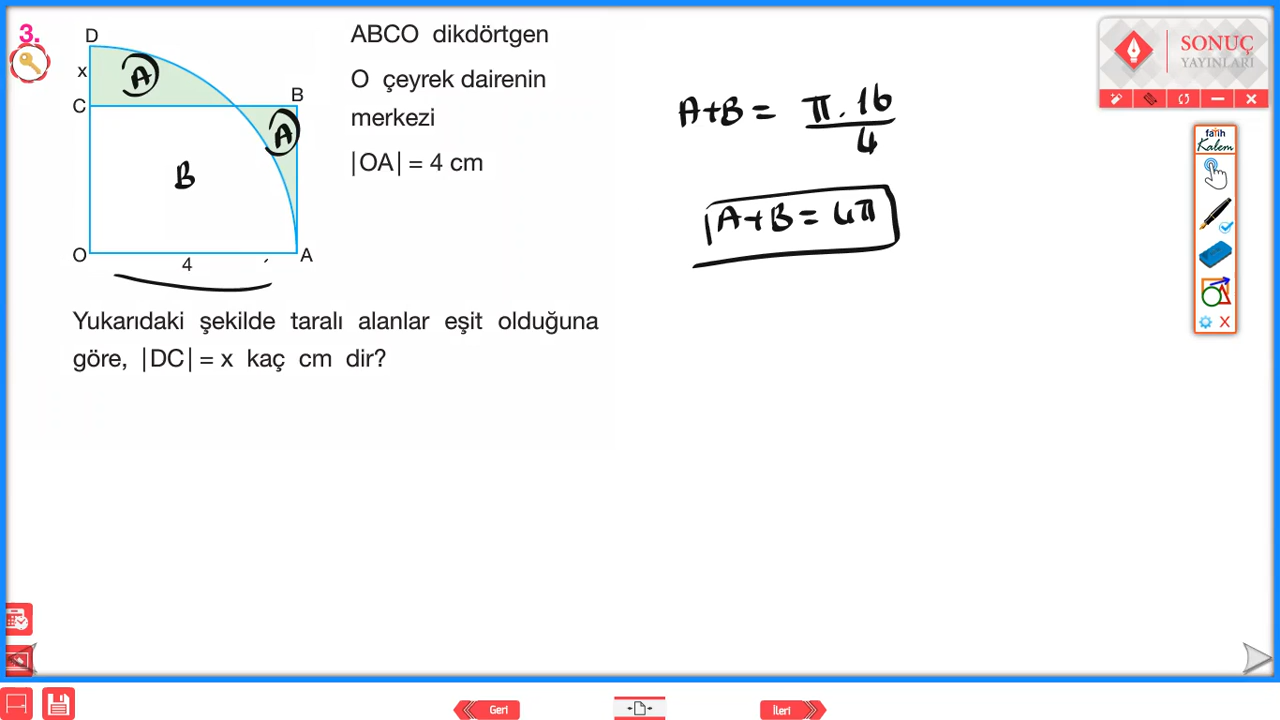 3.
D
x
C
B
O
A
4
A
A
B
ABCO dikdörtgen
O çeyrek dairenin
merkezi
|OA| = 4 cm
Yukarıdaki şekilde taralı alanlar eşit olduğuna
göre, |DC| = x kaç cm dir?
A+B = π.16
4
A+B = 4π
SONUÇ
YAYINLARI
fatih
Kalem
Geri
İleri